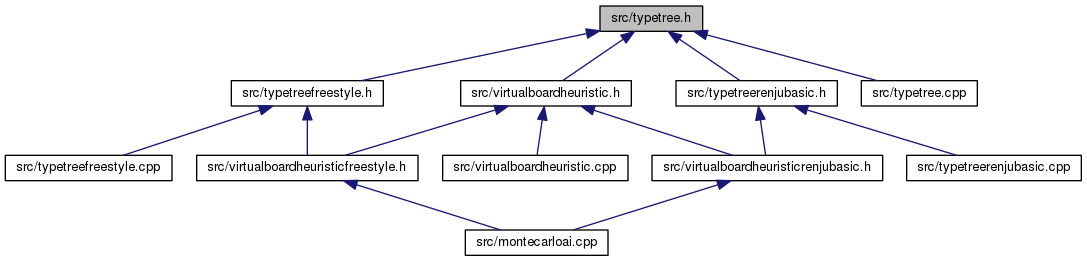 src/typetree.h
src/typetreefreestyle.h
src/virtualboardheuristic.h
src/typetreerenjubasic.h
src/typetree.cpp
src/typetreefreestyle.cpp
src/virtualboardheuristicfreestyle.h
src/virtualboardheuristic.cpp
src/virtualboardheuristicrenjubasic.h
src/typetreerenjubasic.cpp
src/montecarloai.cpp